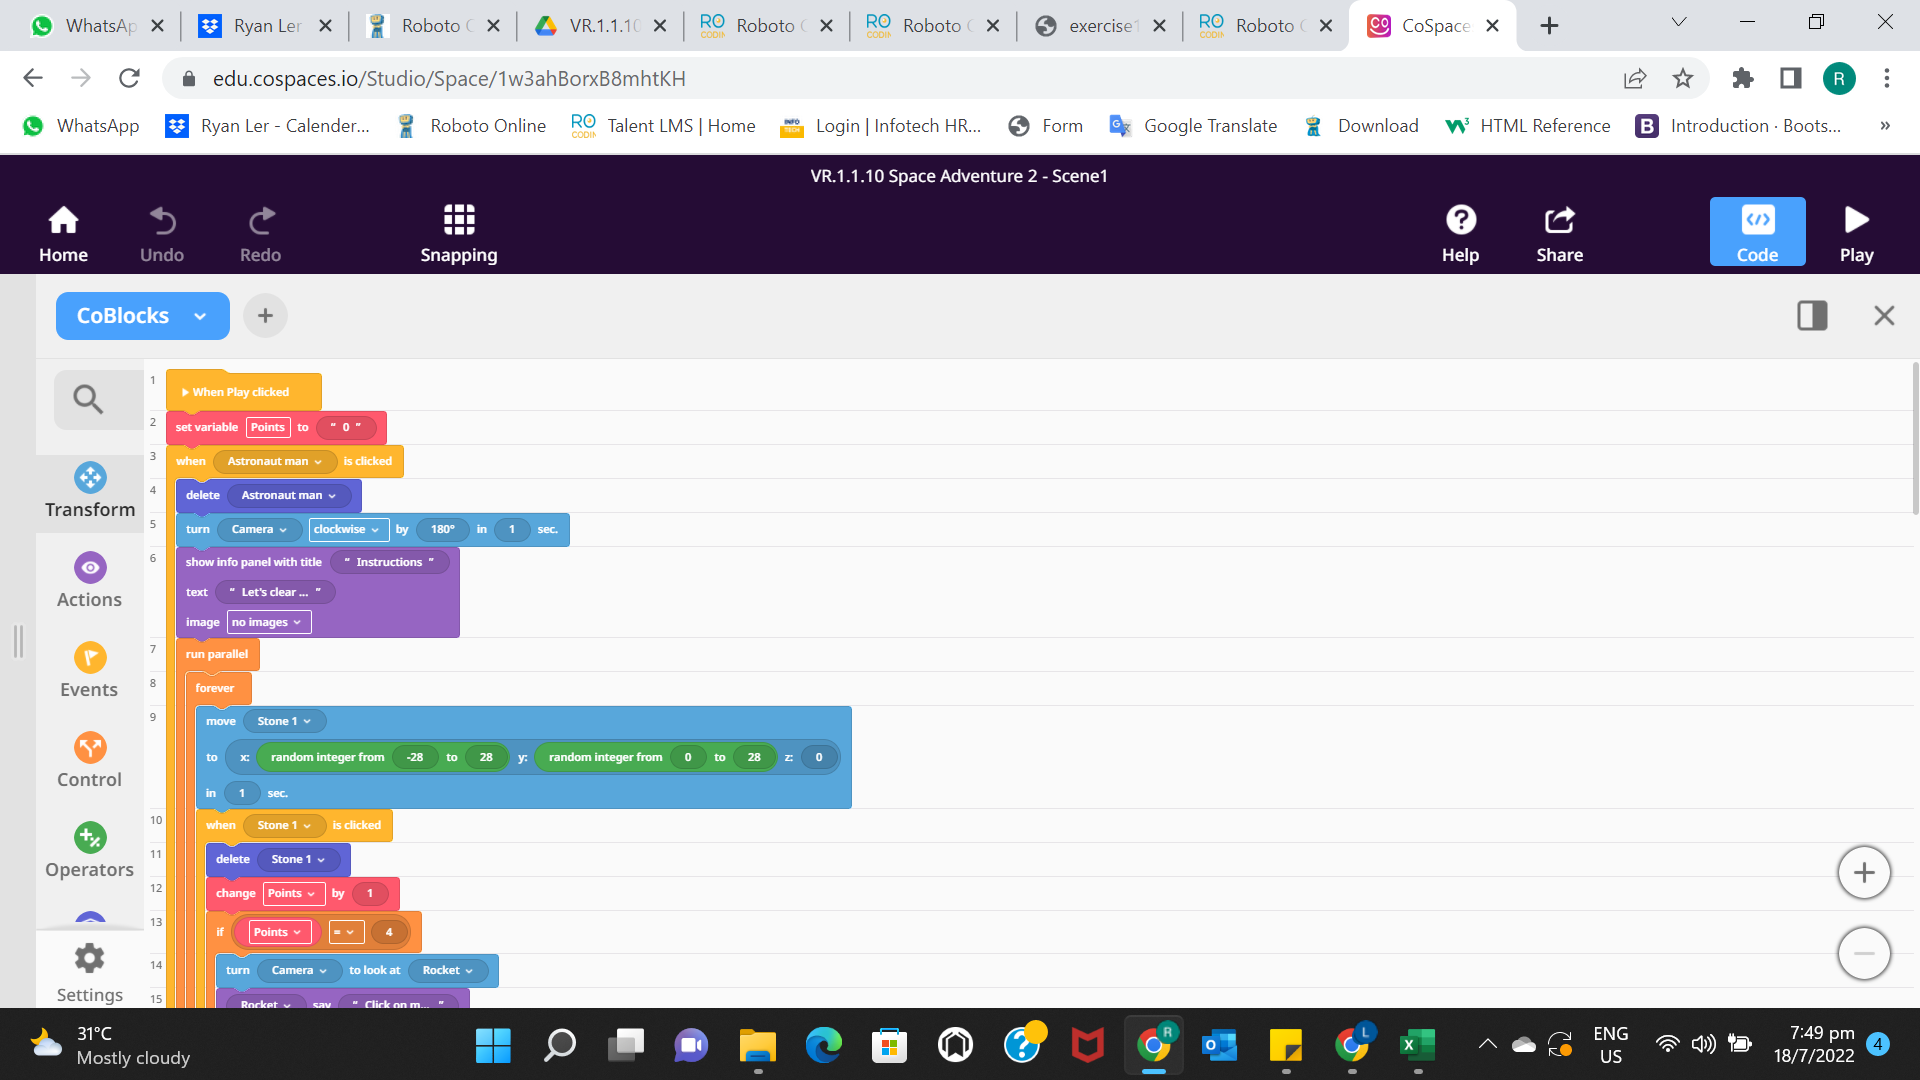 WhatsAp
Ryan Ler
Roboto C
VR.1.1.10
Roboto C
Roboto C
exercise1
Roboto C
CoSpace
edu.cospaces.io/Studio/Space/1w3ahBorxB8mhtKH
R
WhatsApp
Ryan Ler - Calender...
Roboto Online
RO CODIN Talent LMS | Home
INFO TECH Login | Infotech HR...
Form
Google Translate
Download
HTML Reference
B Introduction · Boots...
»
VR.1.1.10 Space Adventure 2 - Scene1
Home
Undo
Redo
Snapping
Help
Share
Code
Play
CoBlocks
Transform
Actions
Events
Control
Operators
Settings
1 When Play clicked
2 set variable Points to “ 0 ”
3 when Astronaut man is clicked
4 delete Astronaut man
5 turn Camera clockwise by 180° in 1 sec.
6 show info panel with title “ Instructions ”
text “ Let's clear ... ”
image no images
7 run parallel
8 forever
9 move Stone 1
to x: random integer from -28 to 28 y: random integer from 0 to 28 z: 0
in 1 sec.
10 when Stone 1 is clicked
11 delete Stone 1
12 change Points by 1
13 if Points = 4
14 turn Camera to look at Rocket
15 Rocket say “ Click on m... ”
31°C
Mostly cloudy
R
L
ENG
US
7:49 pm
18/7/2022
4